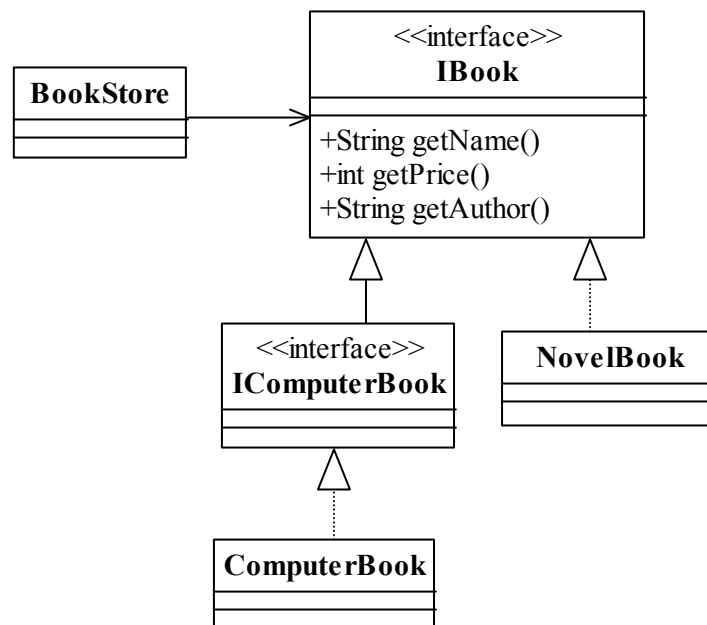 <<interface>>
IBook
BookStore
+String getName()
+int getPrice()
+String getAuthor()
<<interface>>
IComputerBook
NovelBook
ComputerBook